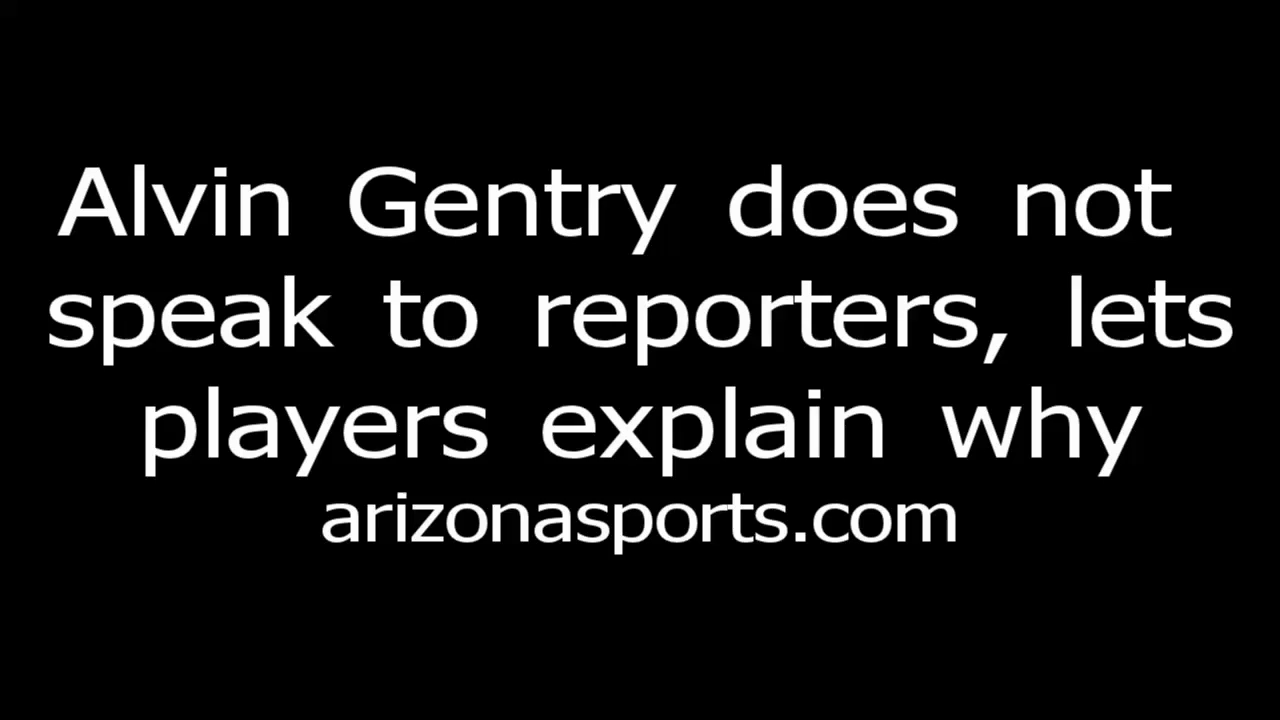 Alvin Gentry does not
speak to reporters, lets
players explain why
arizonasports.com